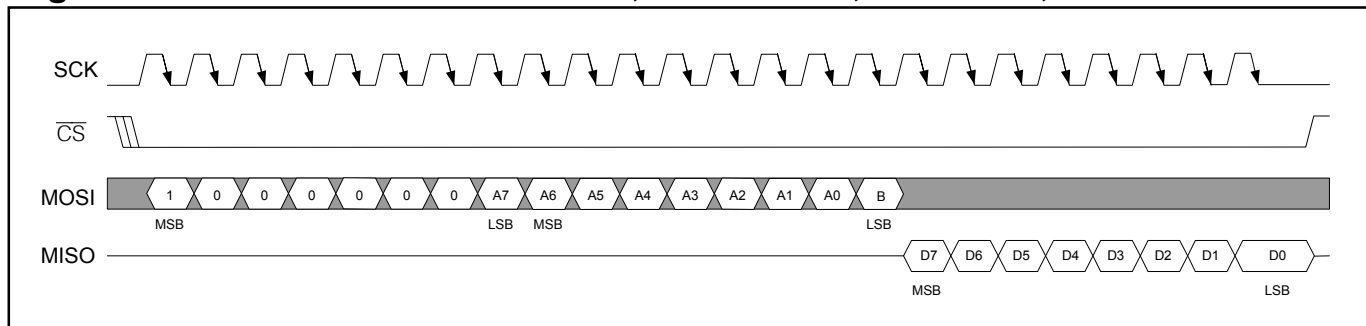 SCK
CS
MOSI 1 0 0 0 0 0 0 A7 A6 A5 A4 A3 A2 A1 A0 B
MSB LSB MSB LSB
MISO D7 D6 D5 D4 D3 D2 D1 D0
MSB LSB